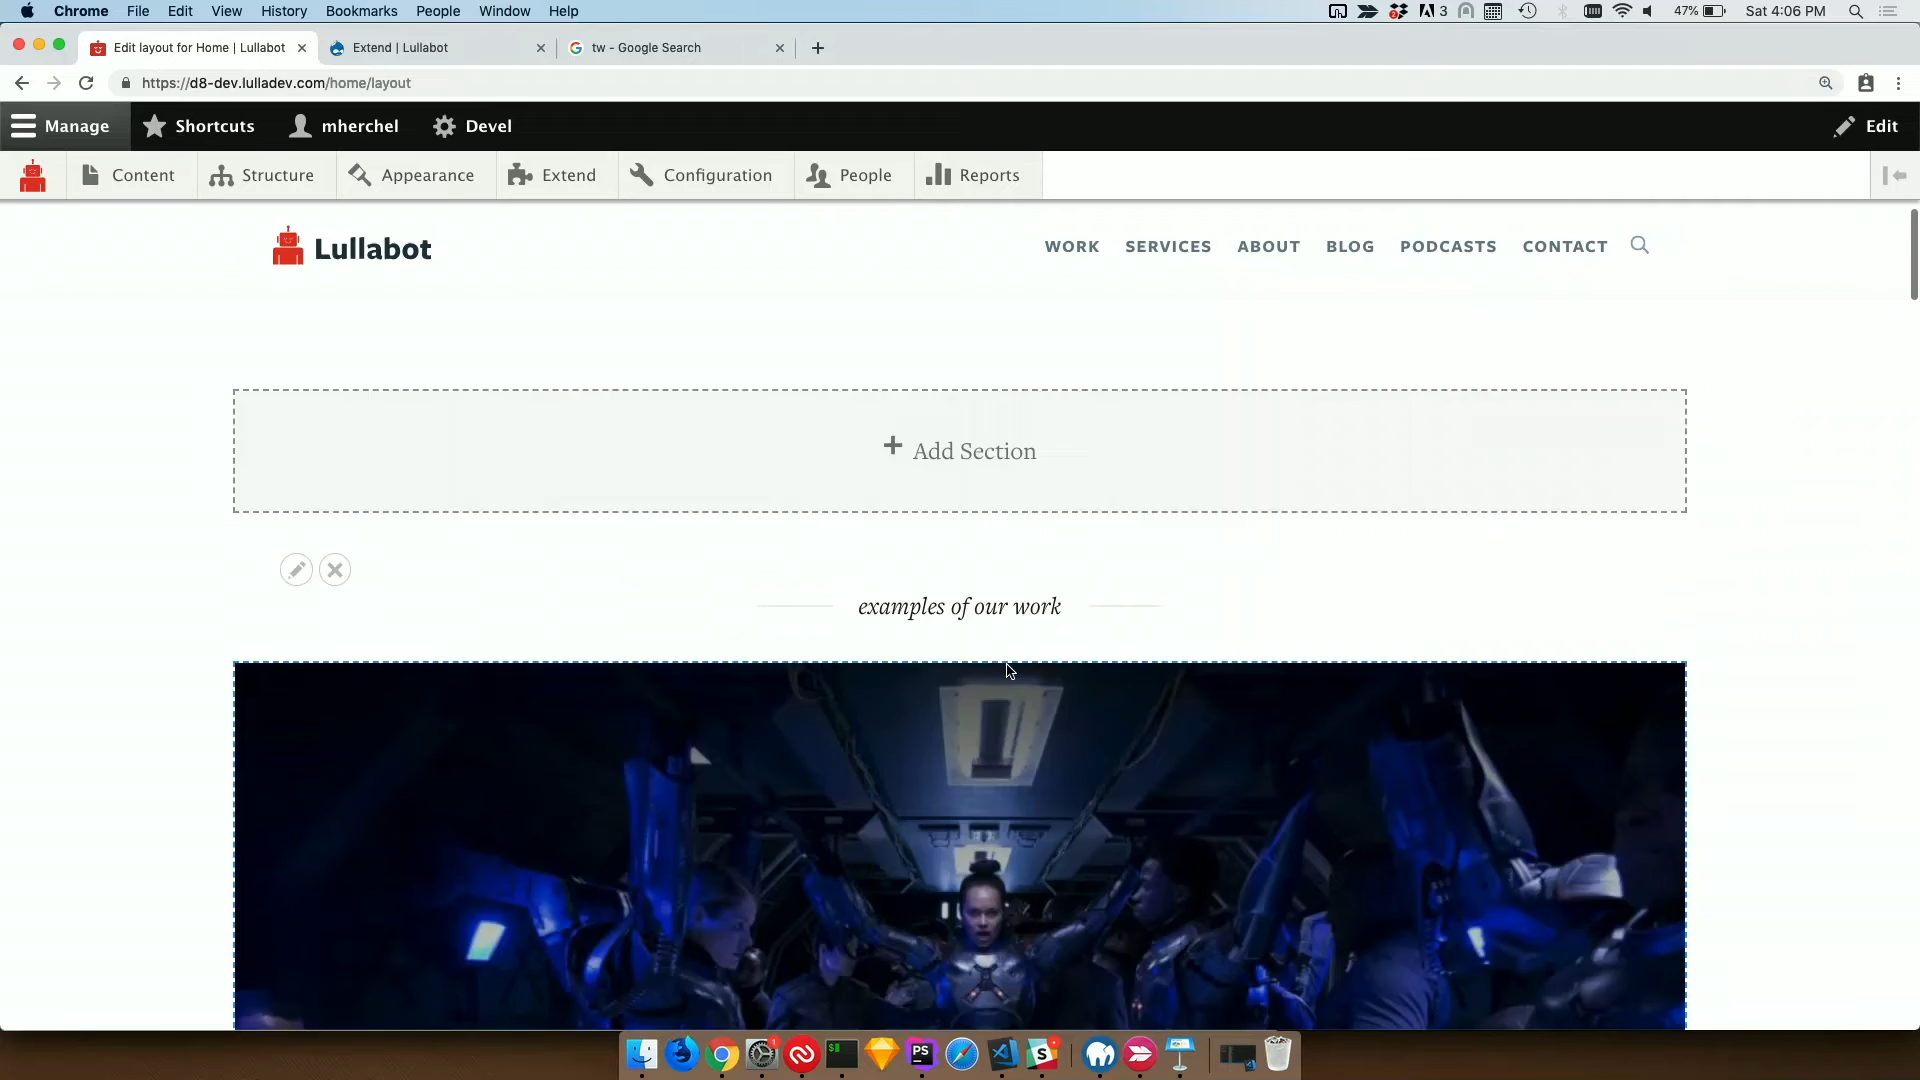 Chrome File Edit View History Bookmarks People Window Help 3 47% Sat 4:06 PM
Edit layout for Home | Lullabot Extend | Lullabot tw - Google Search
https://d8-dev.lulladev.com/home/layout
Manage Shortcuts mherchel Devel Edit
Content Structure Appearance Extend Configuration People Reports
Lullabot WORK SERVICES ABOUT BLOG PODCASTS CONTACT
+ Add Section
examples of our work